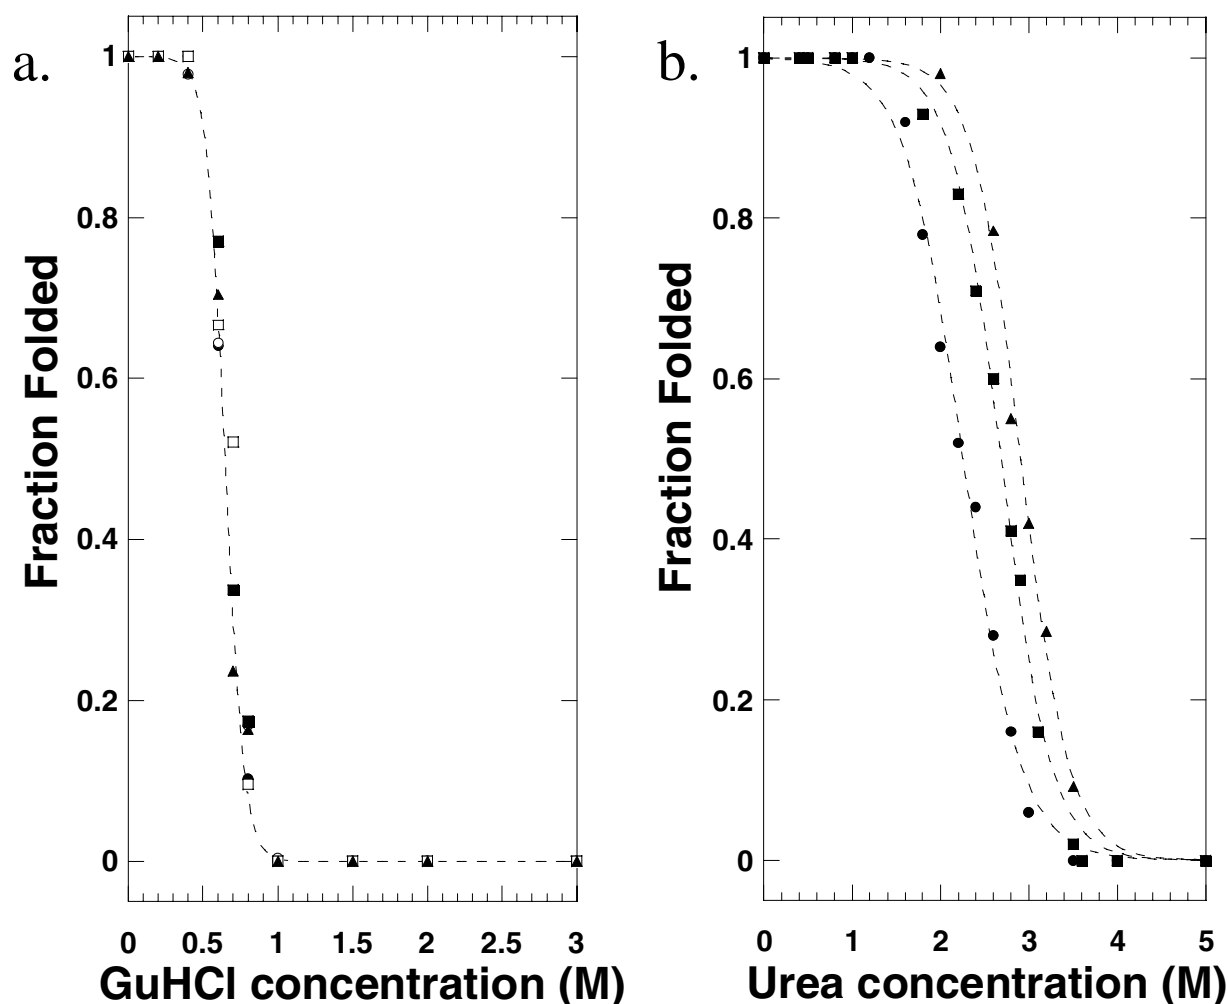 a.
Fraction Folded
1
0.8
0.6
0.4
0.2
0
0 0.5 1 1.5 2 2.5 3
GuHCl concentration (M)
b.
Fraction Folded
1
0.8
0.6
0.4
0.2
0
0 1 2 3 4 5
Urea concentration (M)